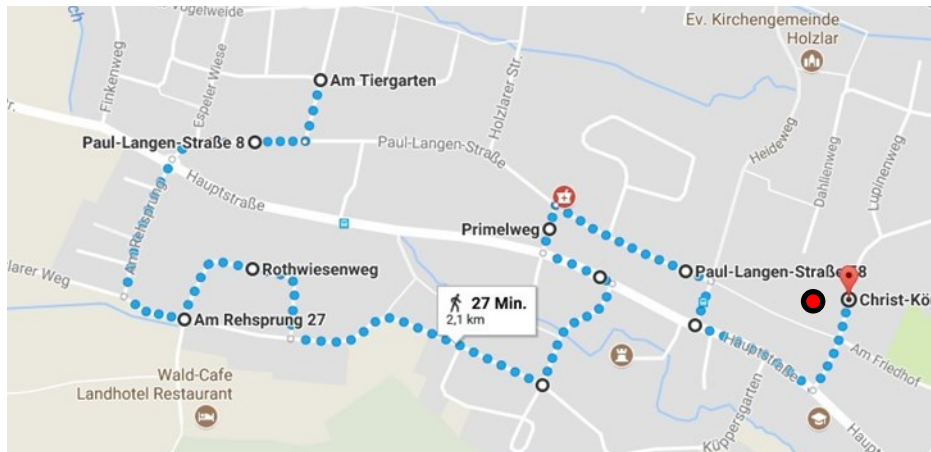 Vogelweide
Ev. Kirchengemeinde
Holzlar
Finkenweg
Espeler Wiese
Am Tiergarten
Holzlarer Str.
Paul-Langen-Straße 8
Paul-Langen-Straße
Heideweg
Dahlienweg
Lupinenweg
Hauptstraße
Am Rehsprung
Primelweg
Rothwiesenweg
Paul-Langen-Straße 38
27 Min.
2,1 km
Christ-Kö
Am Rehsprung 27
Hauptstraße
Am Friedhof
Wald-Cafe
Landhotel Restaurant
Küppersgarten